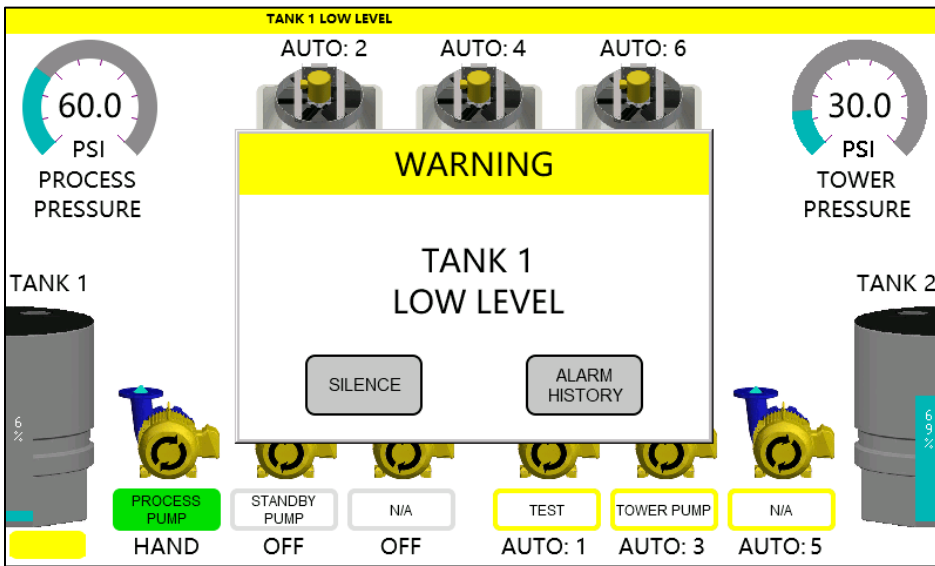 TANK 1 LOW LEVEL
AUTO: 2
AUTO: 4
AUTO: 6
60.0
PSI
PROCESS
PRESSURE
30.0
PSI
TOWER
PRESSURE
WARNING
TANK 1
LOW LEVEL
SILENCE
ALARM
HISTORY
TANK 1
6
%
TANK 2
6
9
%
PROCESS
PUMP
HAND
STANDBY
PUMP
OFF
N/A
OFF
TEST
AUTO: 1
TOWER PUMP
AUTO: 3
N/A
AUTO: 5